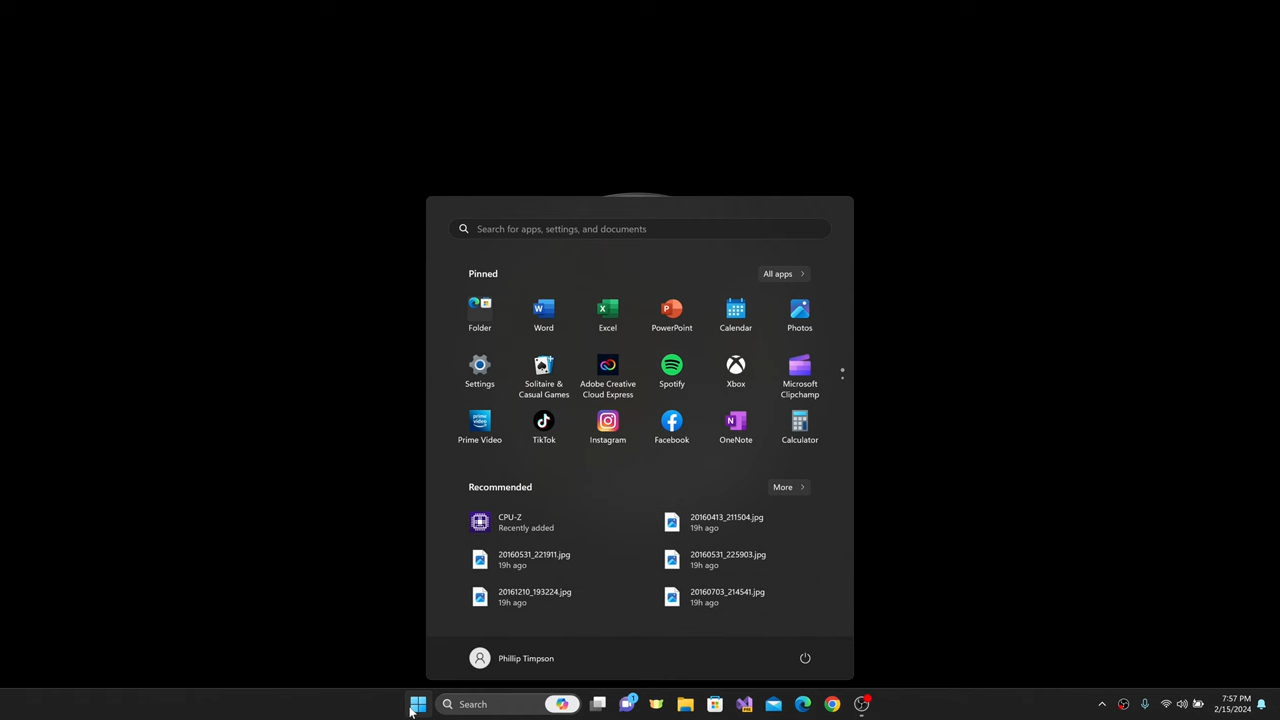 Search for apps, settings, and documents
Pinned
All apps
Folder
Word
Excel
PowerPoint
Calendar
Photos
Settings
Solitaire &
Casual Games
Adobe Creative
Cloud Express
Spotify
Xbox
Microsoft
Clipchamp
prime video
Prime Video
TikTok
Instagram
Facebook
OneNote
Calculator
Recommended
More
CPU-Z
Recently added
20160413_211504.jpg
19h ago
20160531_221911.jpg
19h ago
20160531_225903.jpg
19h ago
20161210_193224.jpg
19h ago
20160703_214541.jpg
19h ago
Phillip Timpson
Search
1
7:57 PM
2/15/2024